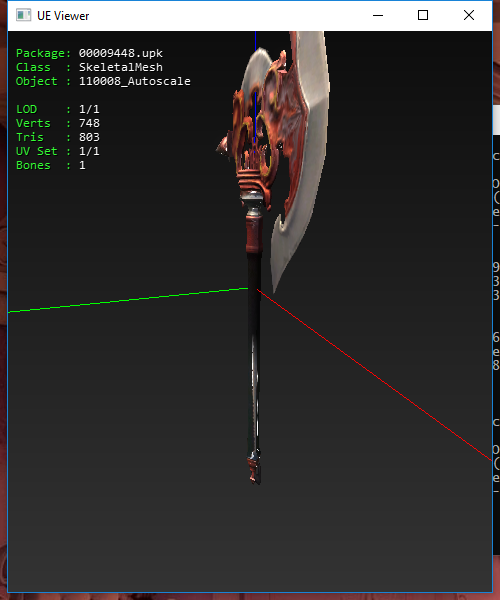 UE Viewer
Package: 00009448.upk
Class : SkeletalMesh
Object : 110008_Autoscale
LOD : 1/1
Verts : 748
Tris : 803
UV Set : 1/1
Bones : 1